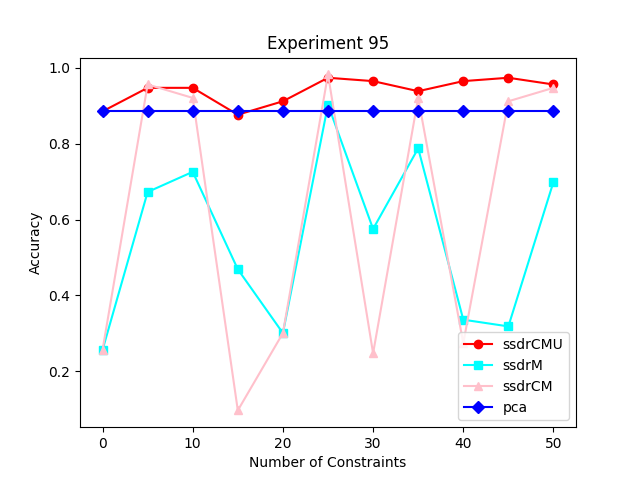 Experiment 95
Accuracy
1.0
0.8
0.6
0.4
0.2
0
10
20
30
40
50
Number of Constraints
ssdrCMU
ssdrM
ssdrCM
pca